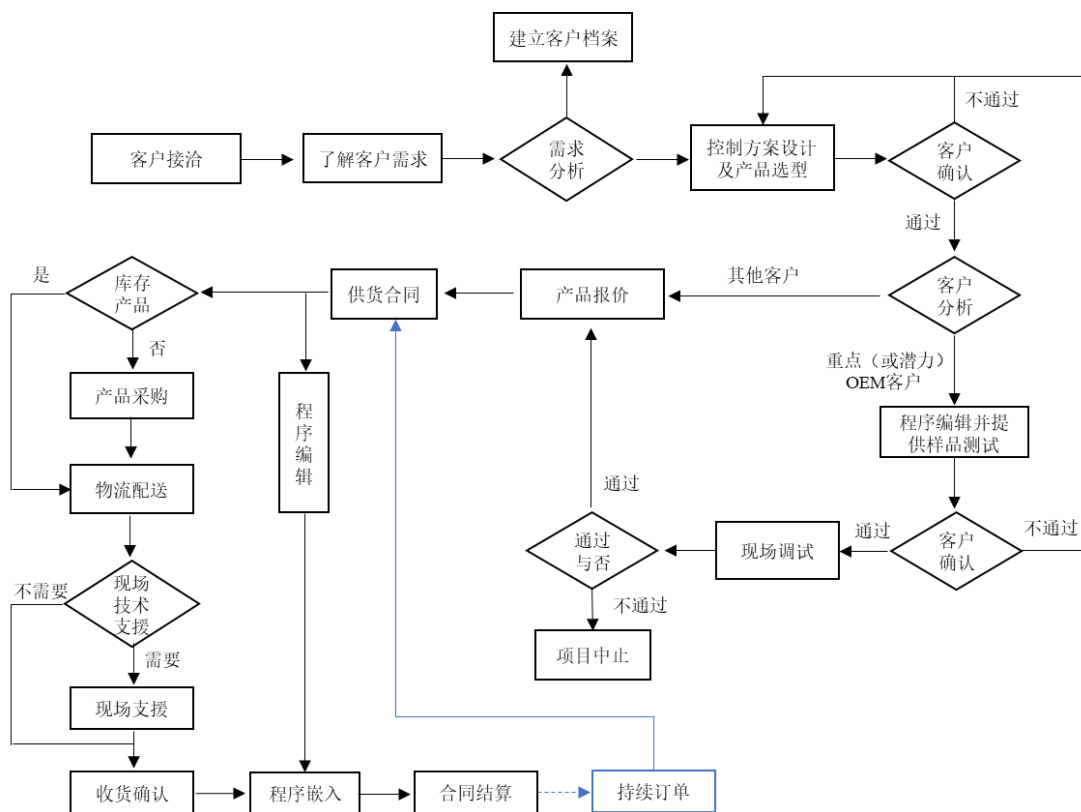 建立客户档案
不通过
客户接洽
了解客户需求
需求
分析
控制方案设计
及产品选型
客户
确认
通过
是
库存
产品
供货合同
产品报价
其他客户
客户
分析
否
重点（或潜力）
OEM客户
产品采购
程
序
编
辑
程序编辑并提
供样品测试
物流配送
通过
通过
与否
现场调试
通过
客户
确认
不通过
不需要
现场
技术
支援
不通过
需要
项目中止
现场支援
收货确认
程序嵌入
合同结算
持续订单